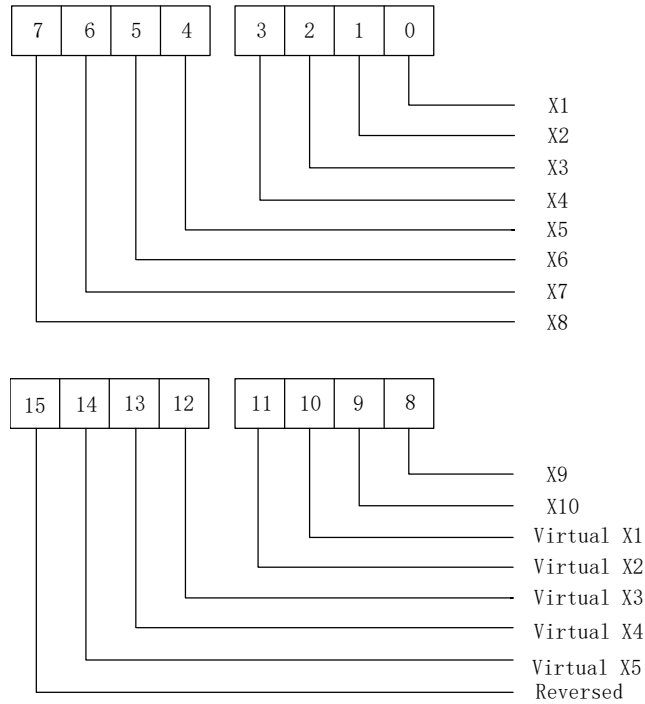 7 6 5 4 3 2 1 0
X1
X2
X3
X4
X5
X6
X7
X8
15 14 13 12 11 10 9 8
X9
X10
Virtual X1
Virtual X2
Virtual X3
Virtual X4
Virtual X5
Reversed